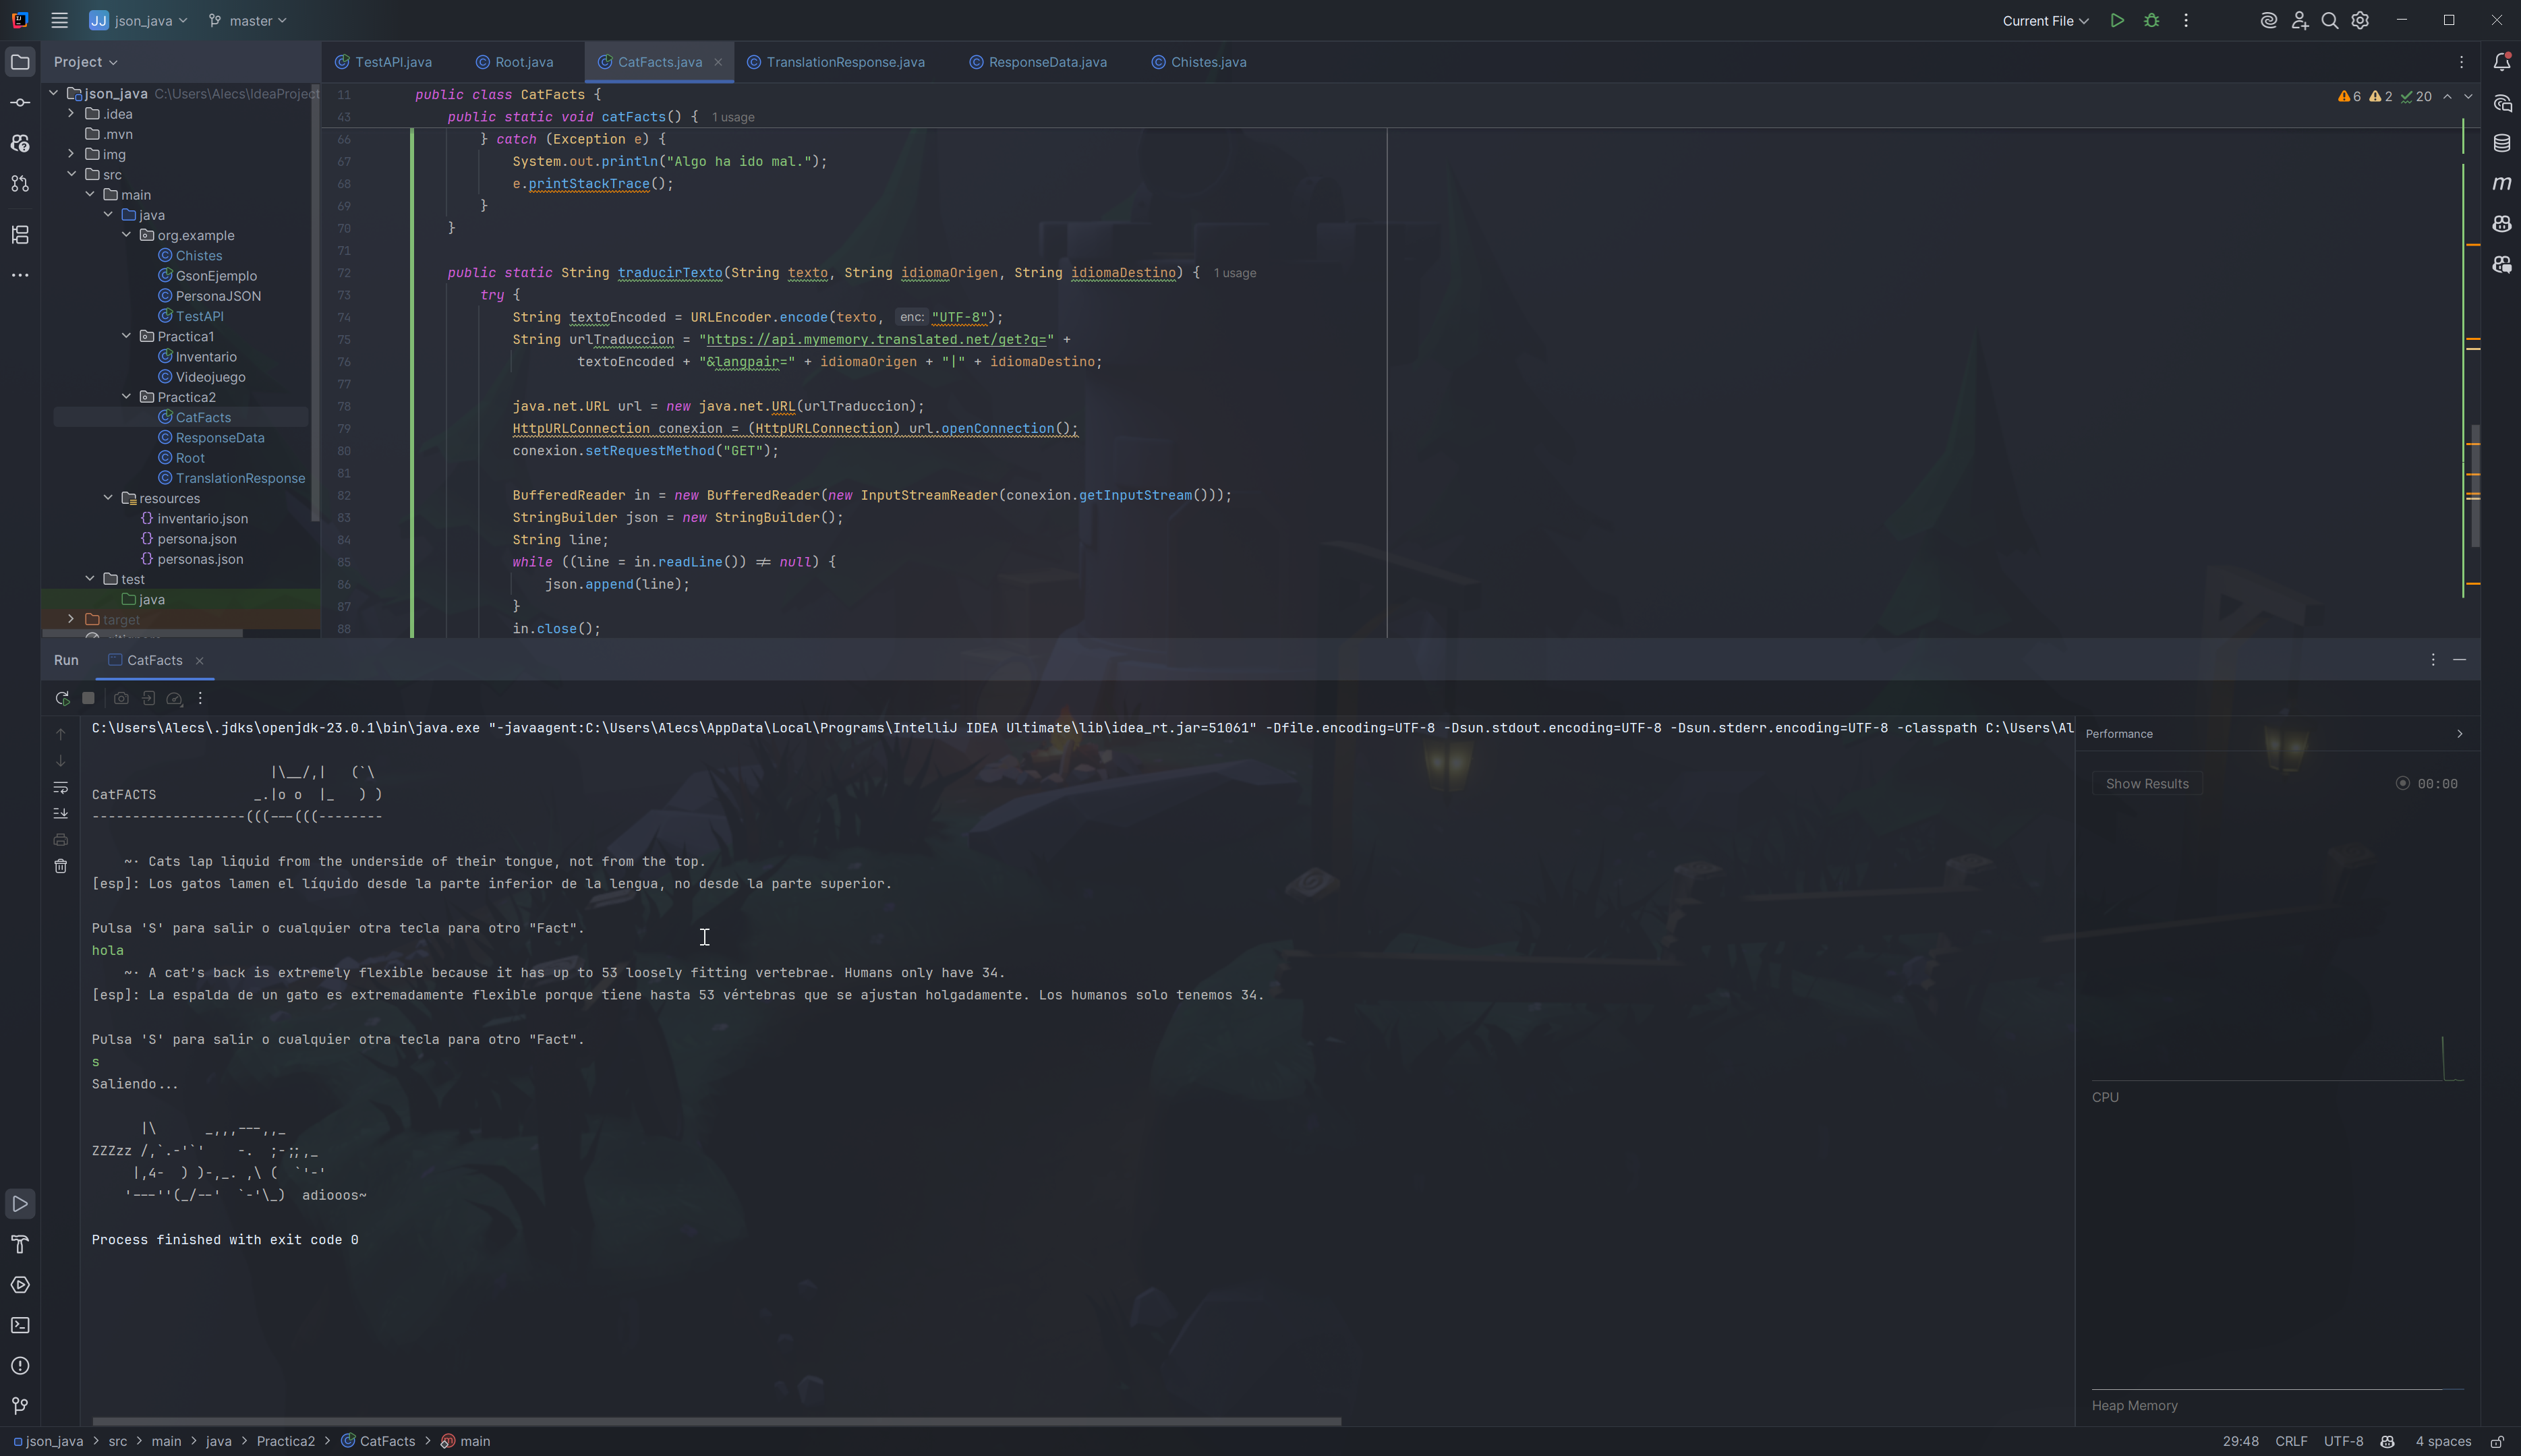 JJ json_java master Current File
Project
TestAPI.java Root.java CatFacts.java TranslationResponse.java ResponseData.java Chistes.java
json_java C:\Users\Alecs\IdeaProject
.idea
.mvn
img
src
main
java
org.example
Chistes
GsonEjemplo
PersonaJSON
TestAPI
Practica1
Inventario
Videojuego
Practica2
CatFacts
ResponseData
Root
TranslationResponse
resources
inventario.json
persona.json
personas.json
test
java
target
6 2 20
11 public class CatFacts {
43 public static void catFacts() { 1 usage
66 } catch (Exception e) {
67 System.out.println("Algo ha ido mal.");
68 e.printStackTrace();
69 }
70 }
71
72 public static String traducirTexto(String texto, String idiomaOrigen, String idiomaDestino) { 1 usage
73 try {
74 String textoEncoded = URLEncoder.encode(texto, enc: "UTF-8");
75 String urlTraduccion = "https://api.mymemory.translated.net/get?q=" +
76 textoEncoded + "&langpair=" + idiomaOrigen + "|" + idiomaDestino;
77
78 java.net.URL url = new java.net.URL(urlTraduccion);
79 HttpURLConnection conexion = (HttpURLConnection) url.openConnection();
80 conexion.setRequestMethod("GET");
81
82 BufferedReader in = new BufferedReader(new InputStreamReader(conexion.getInputStream()));
83 StringBuilder json = new StringBuilder();
84 String line;
85 while ((line = in.readLine()) != null) {
86 json.append(line);
87 }
88 in.close();
Run CatFacts
C:\Users\Alecs\.jdks\openjdk-23.0.1\bin\java.exe "-javaagent:C:\Users\Alecs\AppData\Local\Programs\IntelliJ IDEA Ultimate\lib\idea_rt.jar=51061" -Dfile.encoding=UTF-8 -Dsun.stdout.encoding=UTF-8 -Dsun.stderr.encoding=UTF-8 -classpath C:\Users\Al
                      |\__/,|   (`\
CatFACTS            _.|o o  |_   ) )
-------------------(((---(((--------
    ~· Cats lap liquid from the underside of their tongue, not from the top.
[esp]: Los gatos lamen el líquido desde la parte inferior de la lengua, no desde la parte superior.
Pulsa 'S' para salir o cualquier otra tecla para otro "Fact".
hola
    ~· A cat's back is extremely flexible because it has up to 53 loosely fitting vertebrae. Humans only have 34.
[esp]: La espalda de un gato es extremadamente flexible porque tiene hasta 53 vértebras que se ajustan holgadamente. Los humanos solo tenemos 34.
Pulsa 'S' para salir o cualquier otra tecla para otro "Fact".
s
Saliendo...
      |\      _,,,---,,_
ZZZzz /,`.-'`'    -.  ;-;;,_
     |,4-  ) )-,_. ,\ (  `'-'
    '---''(_/--'  `-'\_)  adiooos~
Process finished with exit code 0
Performance
Show Results 00:00
CPU
Heap Memory
json_java > src > main > java > Practica2 > CatFacts > main
29:48 CRLF UTF-8 4 spaces